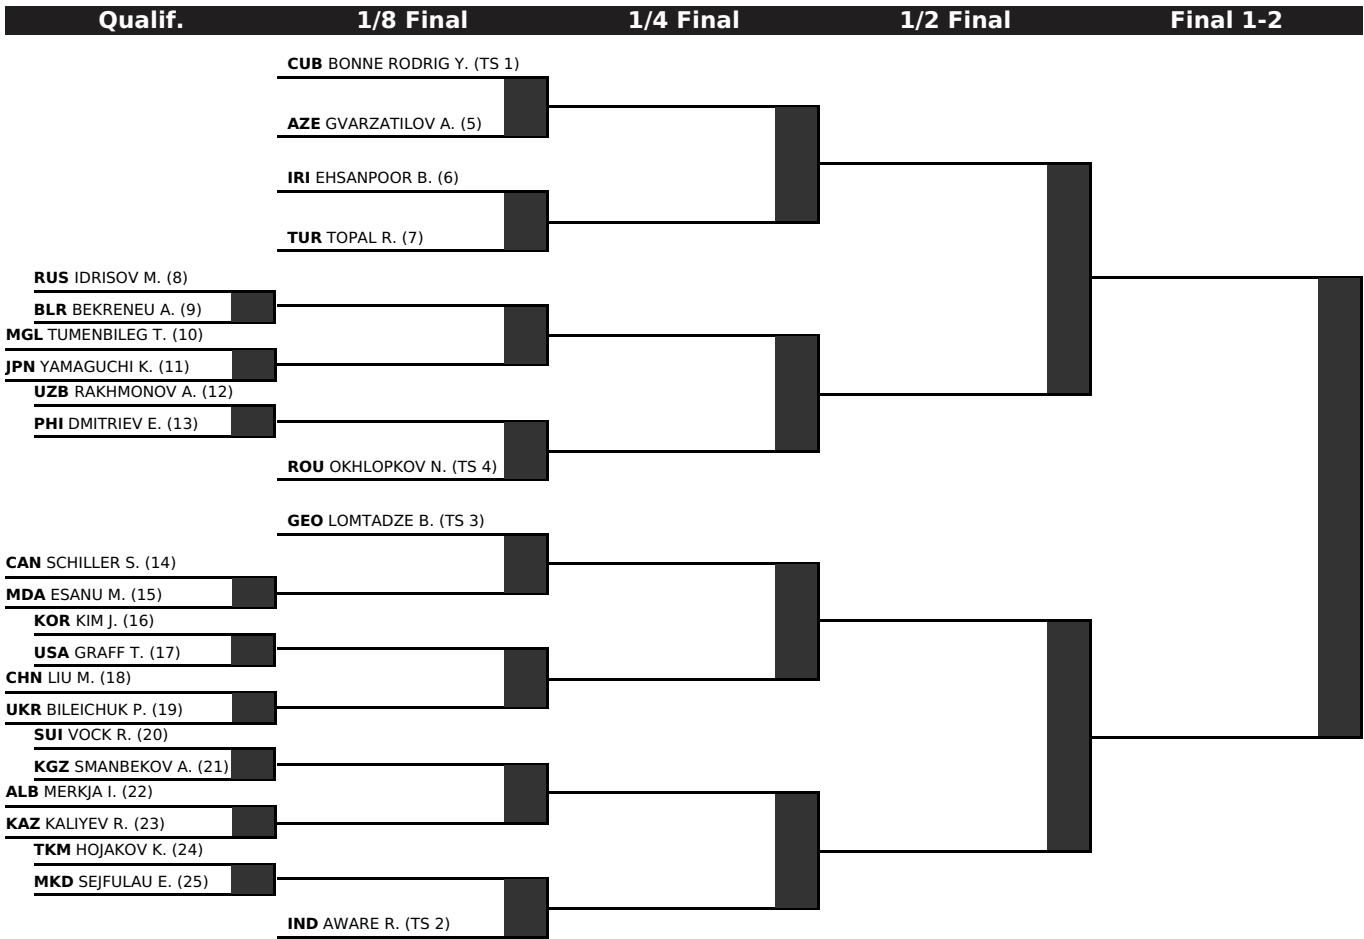 Qualif. 1/8 Final 1/4 Final 1/2 Final Final 1-2
CUB BONNE RODRIG Y. (TS 1)
AZE GVARZATILOV A. (5)
IRI EHSANPOOR B. (6)
TUR TOPAL R. (7)
RUS IDRISOV M. (8)
BLR BEKRENEU A. (9)
MGL TUMENBILEG T. (10)
JPN YAMAGUCHI K. (11)
UZB RAKHMONOV A. (12)
PHI DMITRIEV E. (13)
ROU OKHLOPKOV N. (TS 4)
GEO LOMTADZE B. (TS 3)
CAN SCHILLER S. (14)
MDA ESANU M. (15)
KOR KIM J. (16)
USA GRAFF T. (17)
CHN LIU M. (18)
UKR BILEICHUK P. (19)
SUI VOCK R. (20)
KGZ SMANBEKOV A. (21)
ALB MERKJA I. (22)
KAZ KALIYEV R. (23)
TKM HOJAKOV K. (24)
MKD SEJFULAU E. (25)
IND AWARE R. (TS 2)